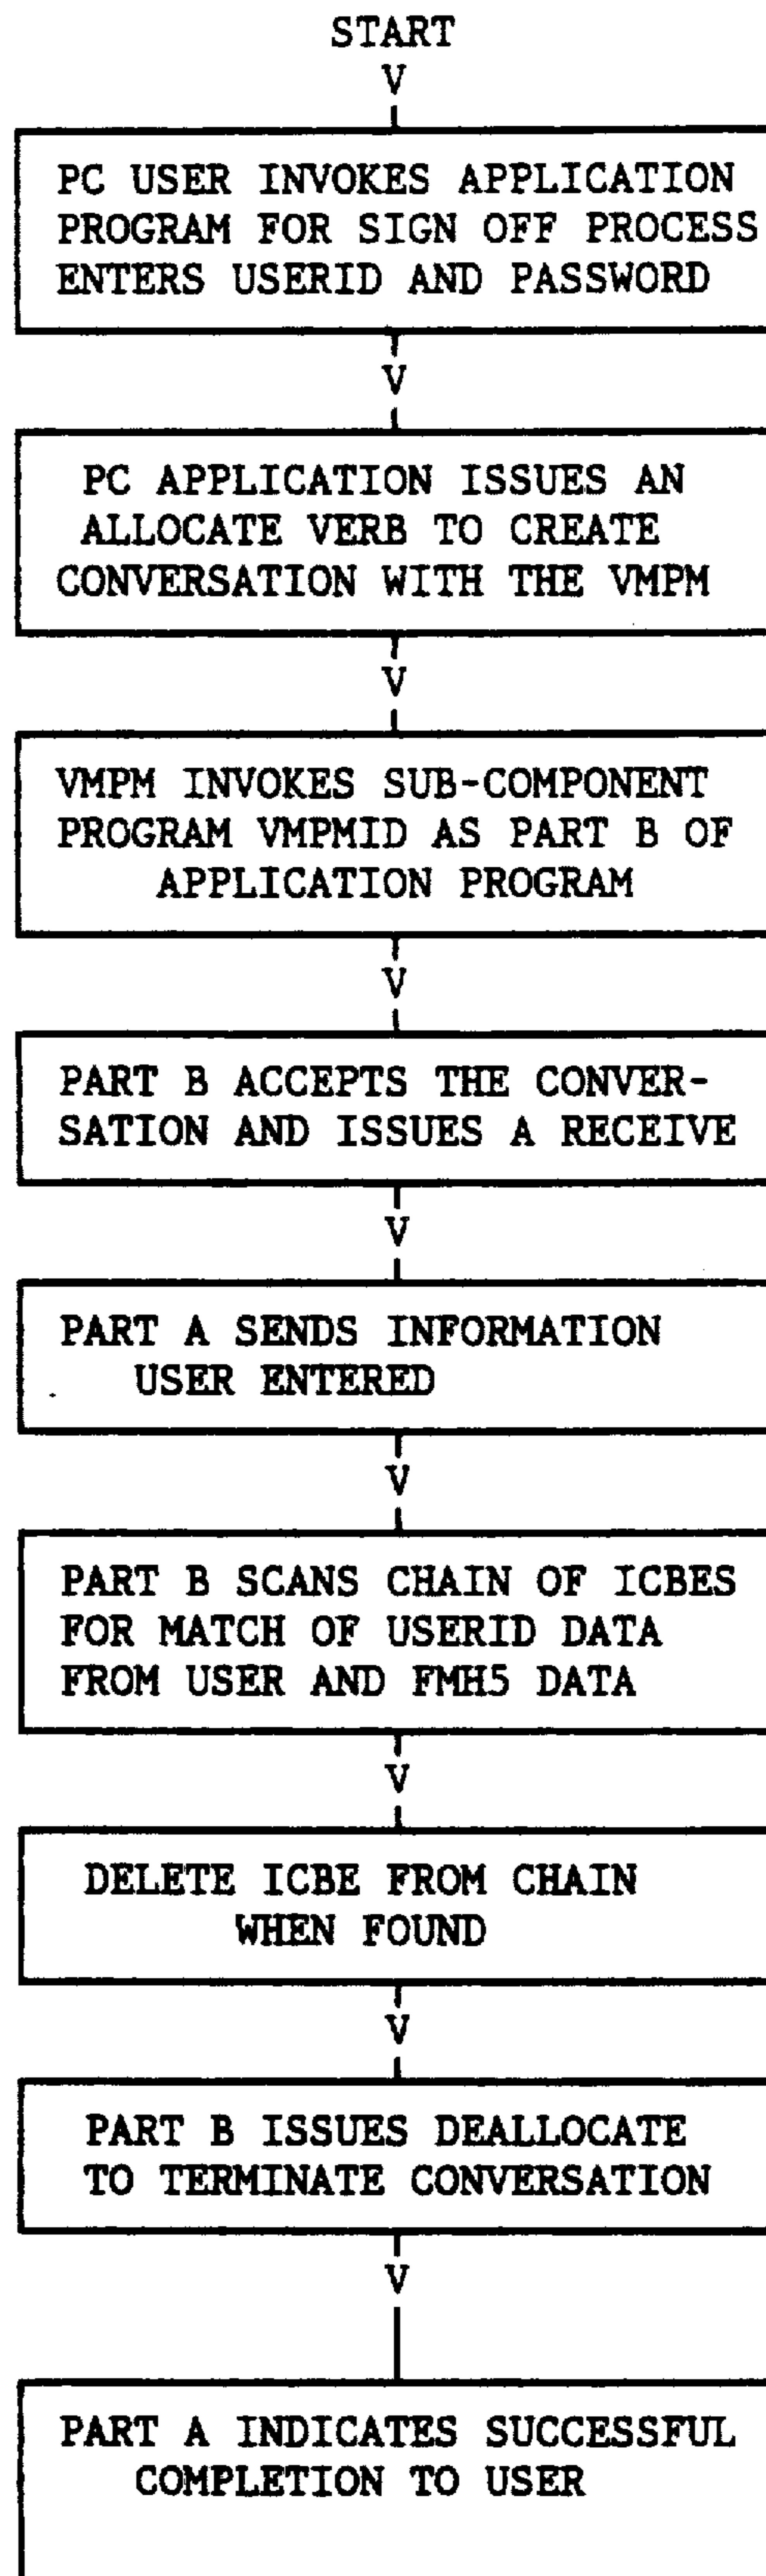 START
V
PC USER INVOKES APPLICATION
PROGRAM FOR SIGN OFF PROCESS
ENTERS USERID AND PASSWORD
V
PC APPLICATION ISSUES AN
ALLOCATE VERB TO CREATE
CONVERSATION WITH THE VMPM
V
VMPM INVOKES SUB-COMPONENT
PROGRAM VMPMID AS PART B OF
APPLICATION PROGRAM
V
PART B ACCEPTS THE CONVER-
SATION AND ISSUES A RECEIVE
V
PART A SENDS INFORMATION
USER ENTERED
V
PART B SCANS CHAIN OF ICBES
FOR MATCH OF USERID DATA
FROM USER AND FMH5 DATA
V
DELETE ICBE FROM CHAIN
WHEN FOUND
V
PART B ISSUES DEALLOCATE
TO TERMINATE CONVERSATION
V
PART A INDICATES SUCCESSFUL
COMPLETION TO USER